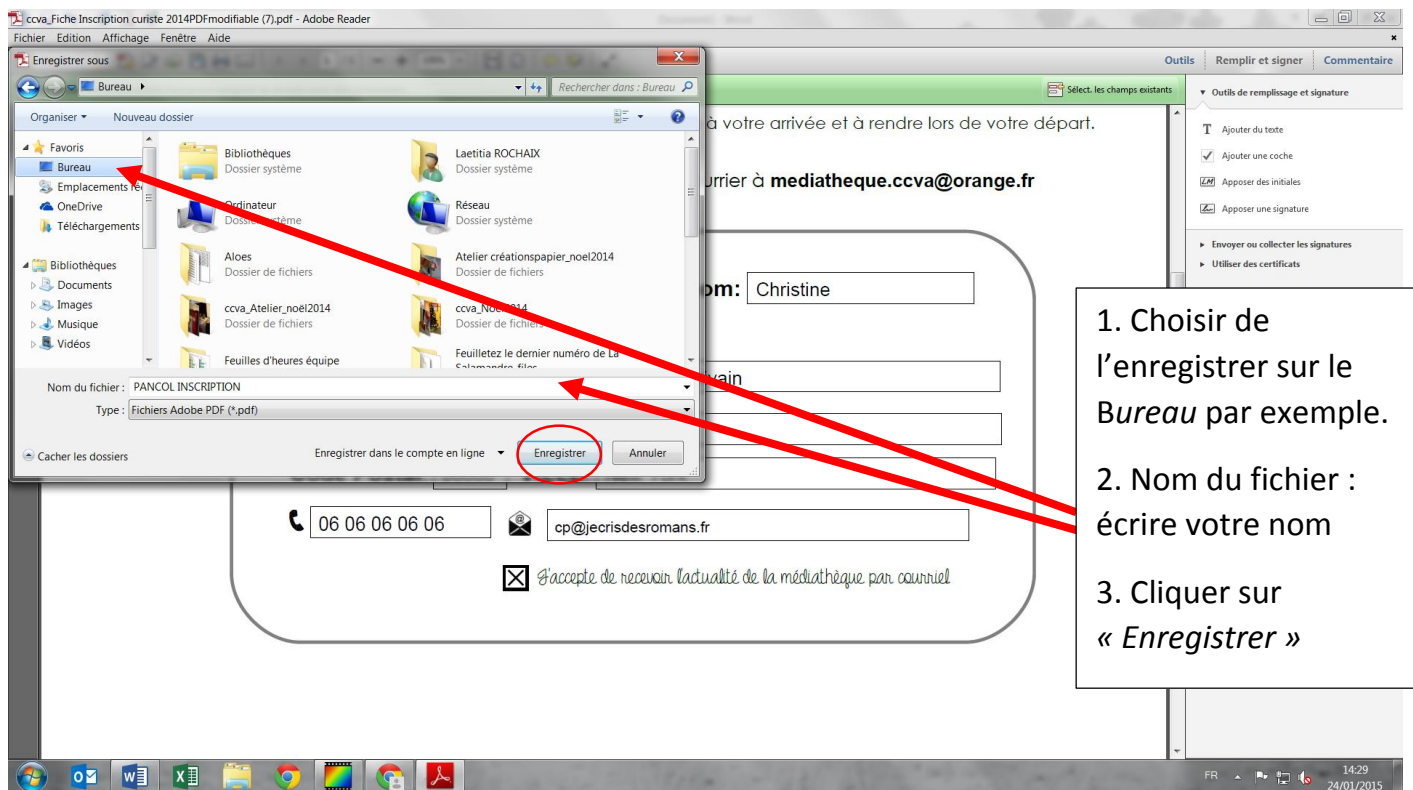 ccva_Fiche Inscription curiste 2014PDFmodifiable (7).pdf - Adobe Reader
Fichier Edition Affichage Fenêtre Aide
Enregistrer sous
Outils Remplir et signer Commentaire
Bureau
Rechercher dans : Bureau
Sélect. les champs existants
Outils de remplissage et signature
Organiser Nouveau dossier
à votre arrivée et à rendre lors de votre départ.
T Ajouter du texte
Favoris
Bureau
Emplacements ré
OneDrive
Téléchargements
Bibliothèques
Documents
Images
Musique
Vidéos
Bibliothèques
Dossier système
Laetitia ROCHAIX
Dossier système
Ordinateur
Dossier système
Réseau
Dossier système
Aloes
Dossier de fichiers
Atelier créationspapier_noel2014
Dossier de fichiers
ccva_Atelier_noël2014
Dossier de fichiers
ccva_Noël2014
Dossier de fichiers
Feuilles d'heures équipe
Feuilletez le dernier numéro de La
Salamandre_files
Ajouter une coche
urrier à mediatheque.ccva@orange.fr
Apposer des initiales
Apposer une signature
Envoyer ou collecter les signatures
Utiliser des certificats
om: Christine
vain
Nom du fichier : PANCOL INSCRIPTION
Type : Fichiers Adobe PDF (*.pdf)
Cacher les dossiers
Enregistrer dans le compte en ligne
Enregistrer
Annuler
06 06 06 06 06
cp@jecrisdesromans.fr
J'accepte de recevoir l'actualité de la médiathèque par courriel
1. Choisir de
l’enregistrer sur le
Bureau par exemple.
2. Nom du fichier :
écrire votre nom
3. Cliquer sur
« Enregistrer »
FR
14:29
24/01/2015